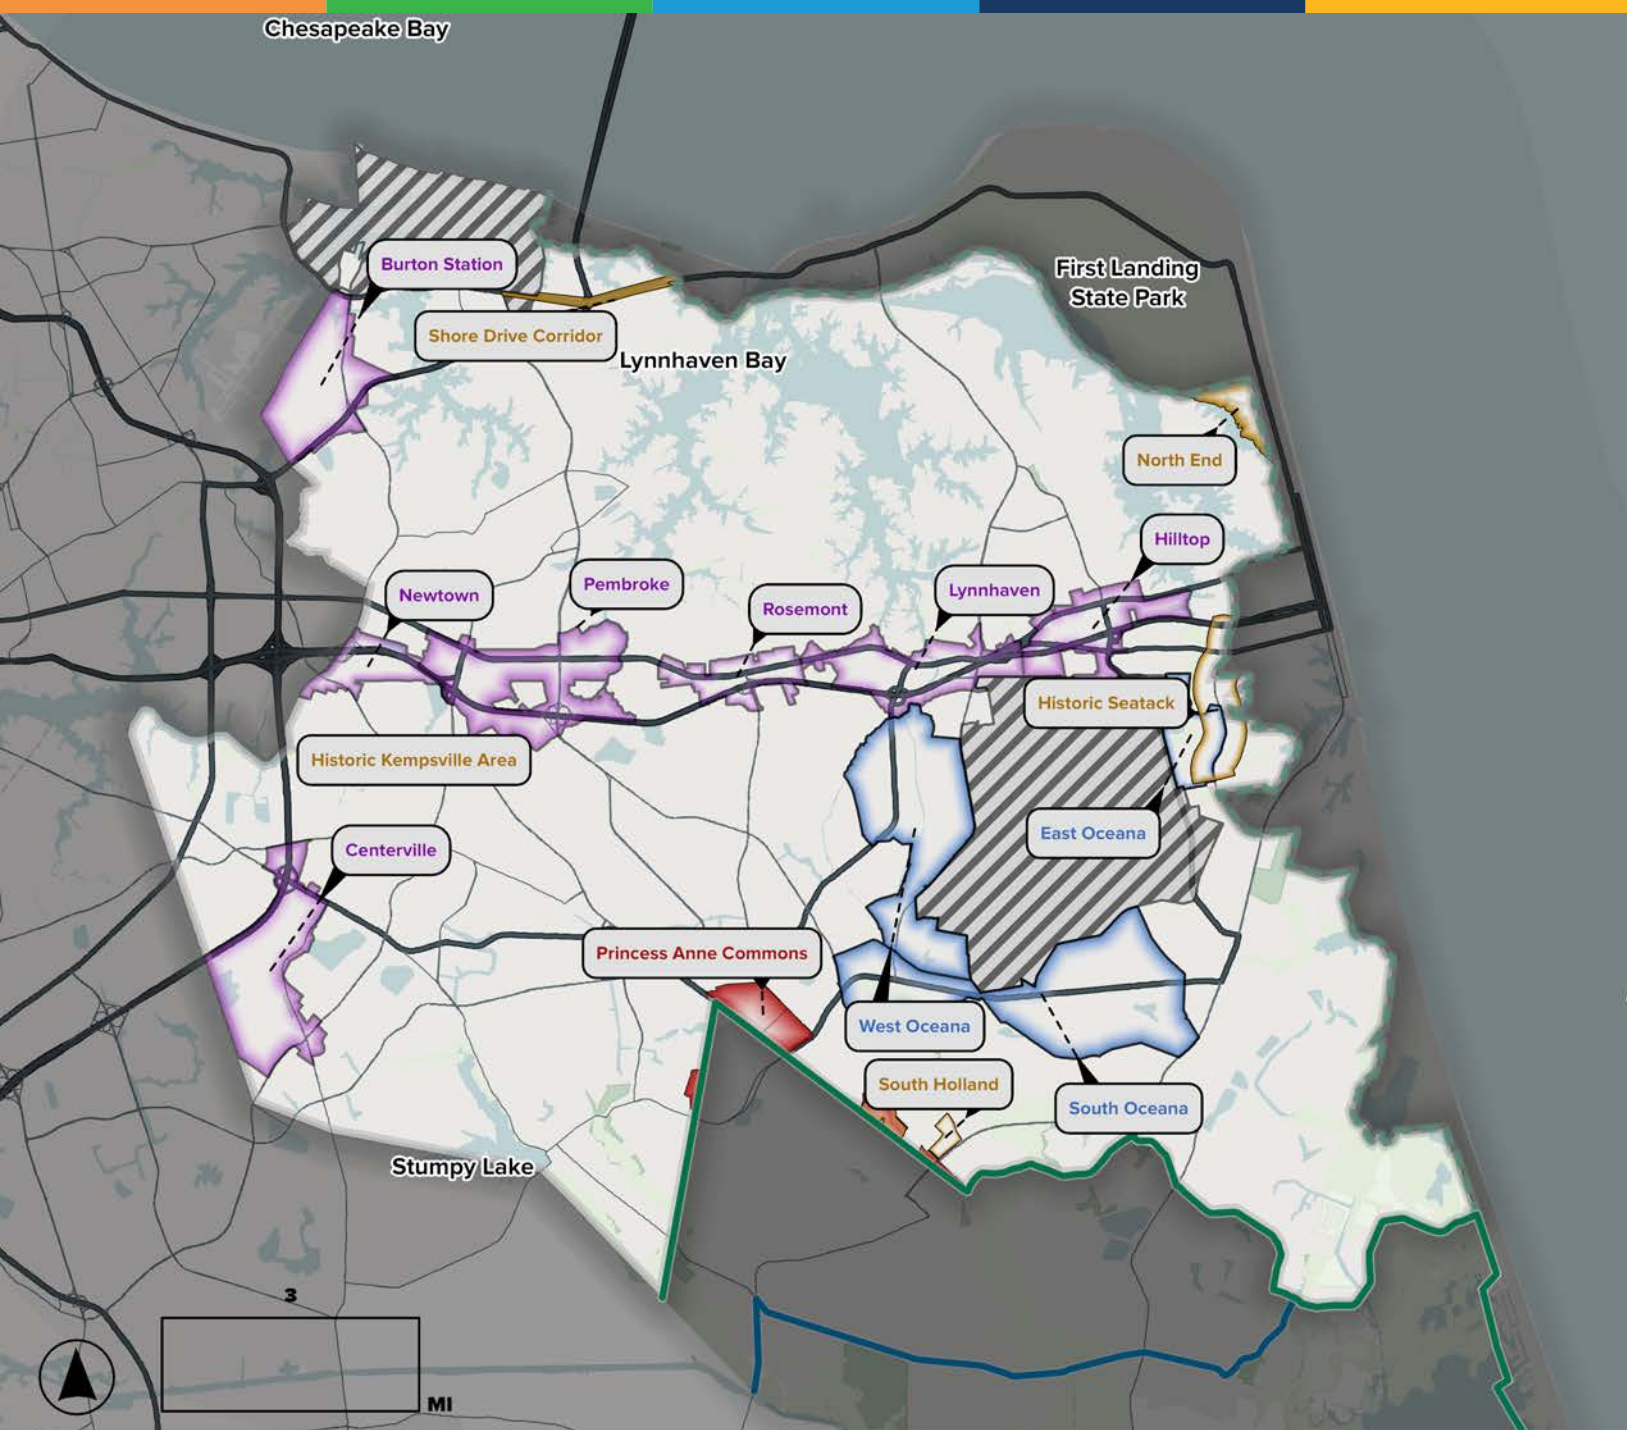 Chesapeake Bay
Burton Station
First Landing
State Park
Shore Drive Corridor
Lynnhaven Bay
North End
Hilltop
Pembroke
Newtown
Lynnhaven
Rosemont
Historic Seatack
Historic Kempsville Area
East Oceana
Centerville
Princess Anne Commons
West Oceana
South Holland
South Oceana
Stumpy Lake
3
MI